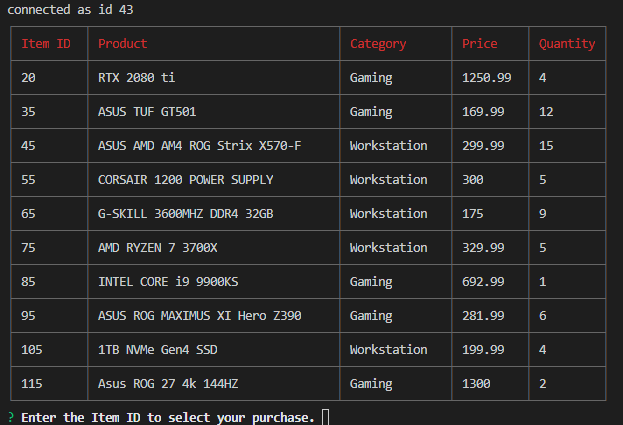 connected as id 43
Item ID Product Category Price Quantity
20 RTX 2080 ti Gaming 1250.99 4
35 ASUS TUF GT501 Gaming 169.99 12
45 ASUS AMD AM4 ROG Strix X570-F Workstation 299.99 15
55 CORSAIR 1200 POWER SUPPLY Workstation 300 5
65 G-SKILL 3600MHZ DDR4 32GB Workstation 175 9
75 AMD RYZEN 7 3700X Workstation 329.99 5
85 INTEL CORE i9 9900KS Gaming 692.99 1
95 ASUS ROG MAXIMUS XI Hero Z390 Gaming 281.99 6
105 1TB NVMe Gen4 SSD Workstation 199.99 4
115 Asus ROG 27 4k 144HZ Gaming 1300 2
? Enter the Item ID to select your purchase.